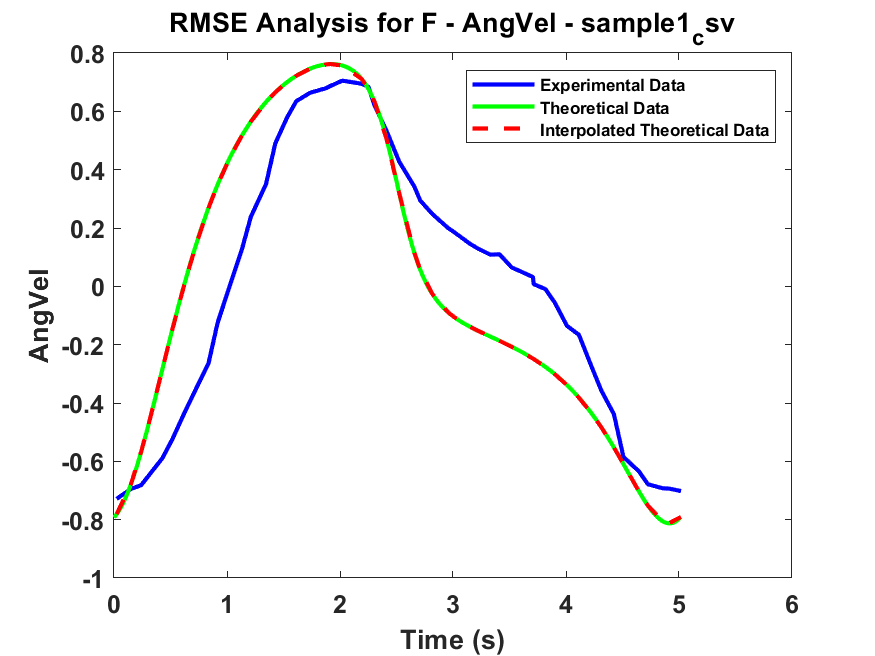 RMSE Analysis for F - AngVel - sample1csv
0.8
0.6
0.4
0.2
0
-0.2
-0.4
-0.6
-0.8
-1
AngVel
Experimental Data
Theoretical Data
Interpolated Theoretical Data
0 1 2 3 4 5 6
Time (s)